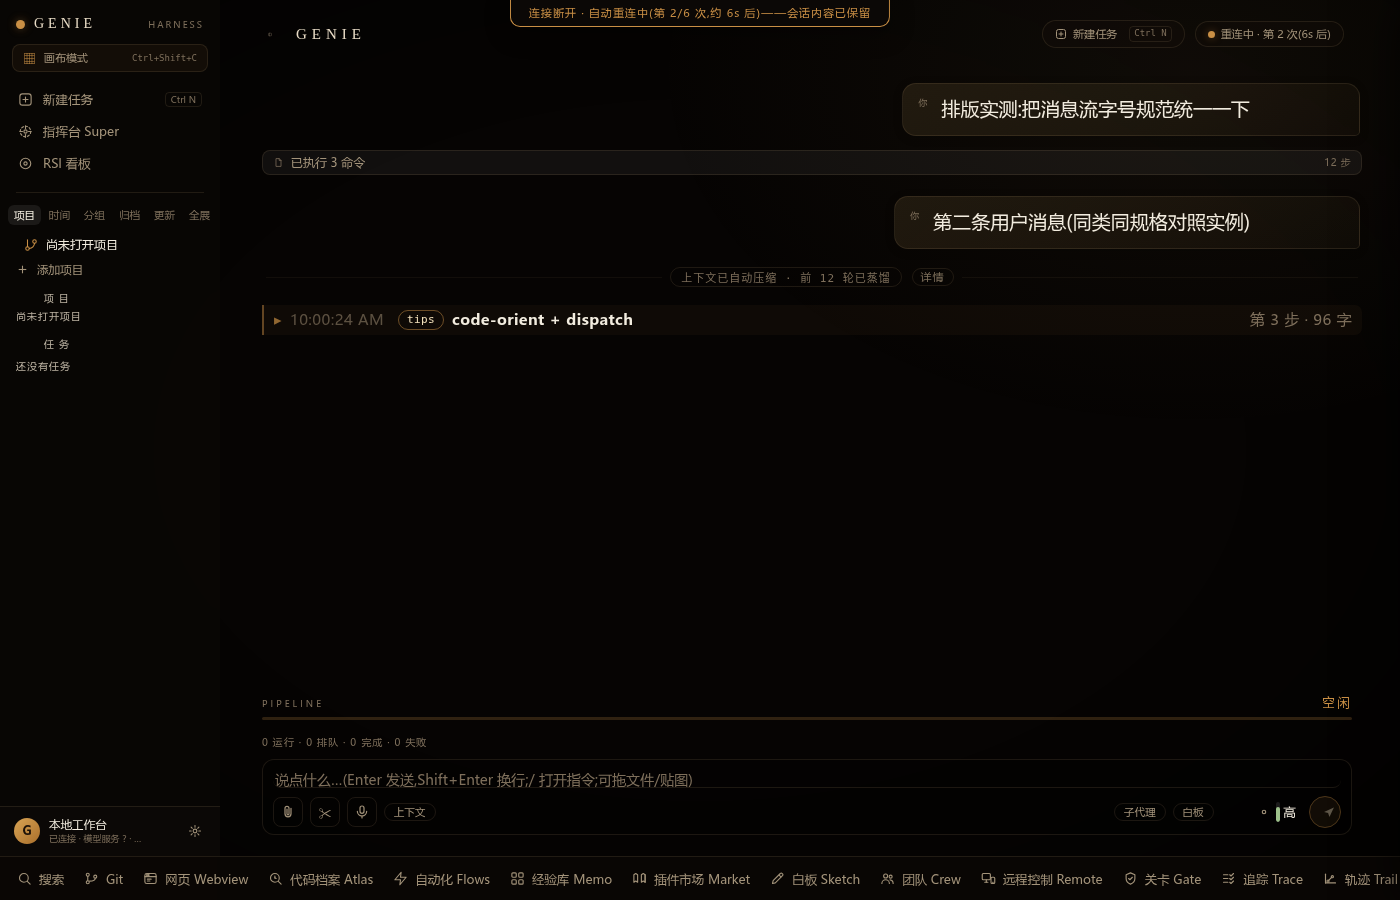 GENIE HARNESS
画布模式 Ctrl+Shift+C
新建任务 Ctrl N
指挥台 Super
RSI 看板
项目 时间 分组 归档 更新 全展
尚未打开项目
+ 添加项目
项 目
尚未打开项目
任 务
还没有任务
G 本地工作台
已连接 · 模型服务 ? · ...
连接断开 · 自动重连中(第 2/6 次,约 6s 后)——会话内容已保留
GENIE
新建任务 Ctrl N
重连中 · 第 2 次(6s 后)
你 排版实测:把消息流字号规范统一一下
已执行 3 命令 12 步
你 第二条用户消息(同类同规格对照实例)
上下文已自动压缩 · 前 12 轮已蒸馏 详情
▶ 10:00:24 AM tips code-orient + dispatch 第 3 步 · 96 字
PIPELINE 空闲
0 运行 · 0 排队 · 0 完成 · 0 失败
说点什么...(Enter 发送,Shift+Enter 换行;/ 打开指令;可拖文件/贴图)
上下文 子代理 白板 高
搜索 Git 网页 Webview 代码档案 Atlas 自动化 Flows 经验库 Memo 插件市场 Market 白板 Sketch 团队 Crew 远程控制 Remote 关卡 Gate 追踪 Trace 轨迹 Trail